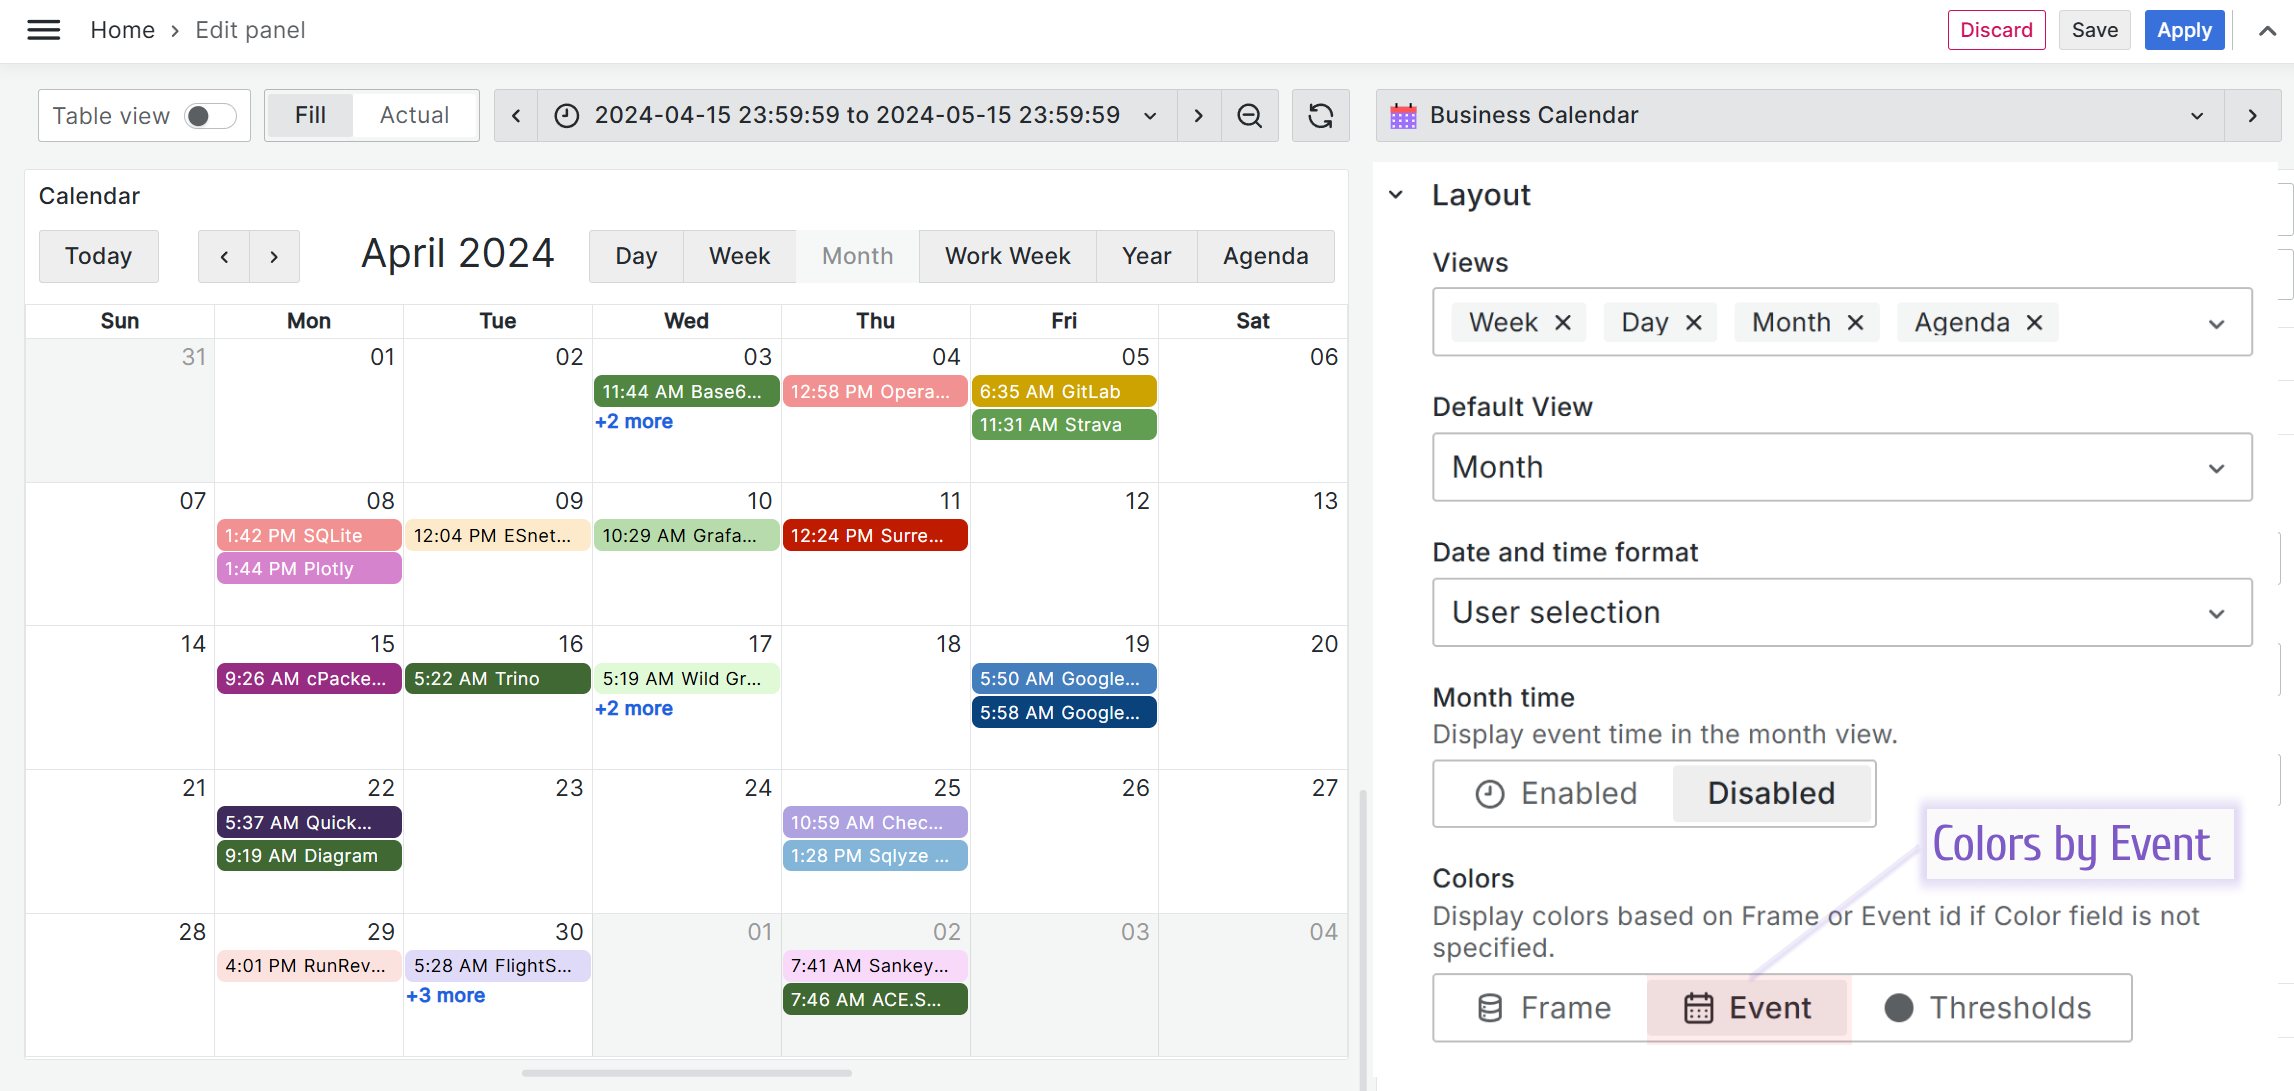 Home › Edit panel
Discard Save Apply
Table view Fill Actual 2024-04-15 23:59:59 to 2024-05-15 23:59:59 Business Calendar
Calendar
Today April 2024 Day Week Month Work Week Year Agenda
Sun Mon Tue Wed Thu Fri Sat
31 01 02 03 04 05 06
11:44 AM Base6... 12:58 PM Opera... 6:35 AM GitLab
+2 more 11:31 AM Strava
07 08 09 10 11 12 13
1:42 PM SQLite 12:04 PM ESnet... 10:29 AM Grafa... 12:24 PM Surre...
1:44 PM Plotly
14 15 16 17 18 19 20
9:26 AM cPacke... 5:22 AM Trino 5:19 AM Wild Gr... 5:50 AM Google...
+2 more 5:58 AM Google...
21 22 23 24 25 26 27
5:37 AM Quick... 10:59 AM Chec...
9:19 AM Diagram 1:28 PM Sqlyze ...
28 29 30 01 02 03 04
4:01 PM RunRev... 5:28 AM FlightS... 7:41 AM Sankey...
+3 more 7:46 AM ACE.S...
Layout
Views
Week Day Month Agenda
Default View
Month
Date and time format
User selection
Month time
Display event time in the month view.
Enabled Disabled
Colors by Event
Colors
Display colors based on Frame or Event id if Color field is not
specified.
Frame Event Thresholds